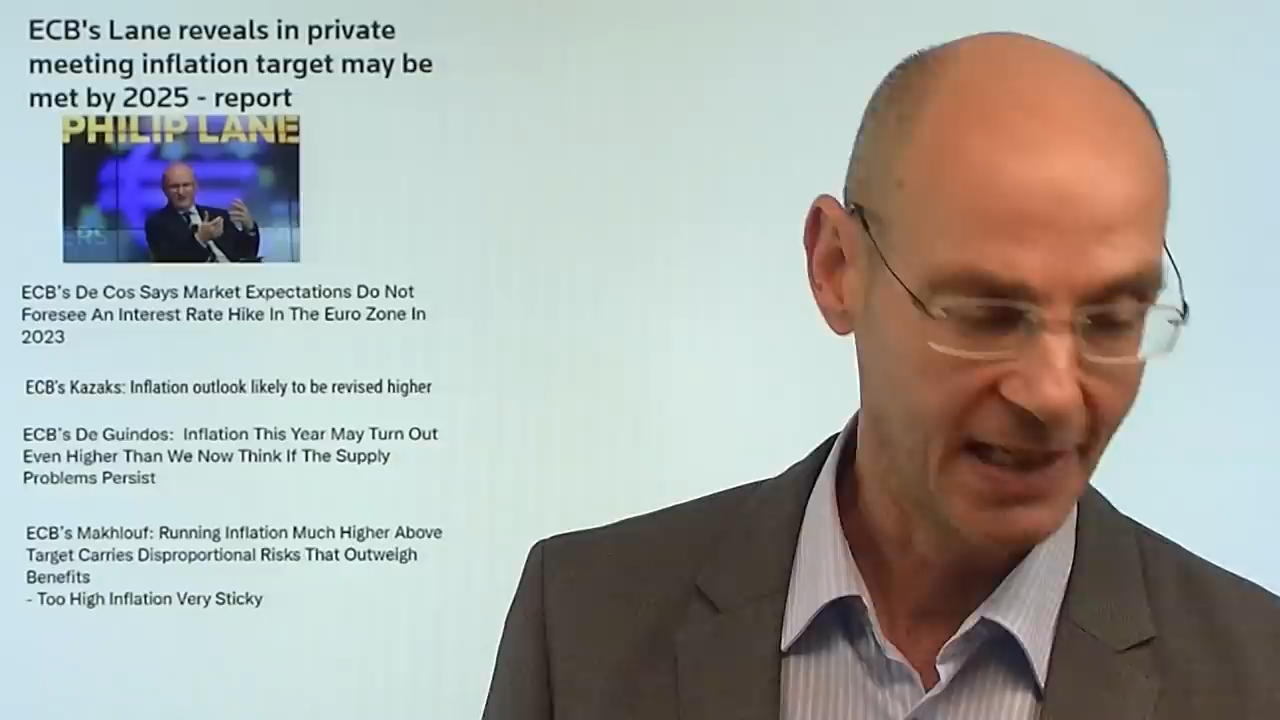 ECB's Lane reveals in private
meeting inflation target may be
met by 2025 - report
PHILIP LANE
ERS
ECB's De Cos Says Market Expectations Do Not
Foresee An Interest Rate Hike In The Euro Zone In
2023
ECB's Kazaks: Inflation outlook likely to be revised higher
ECB's De Guindos: Inflation This Year May Turn Out
Even Higher Than We Now Think If The Supply
Problems Persist
ECB's Makhlouf: Running Inflation Much Higher Above
Target Carries Disproportional Risks That Outweigh
Benefits
- Too High Inflation Very Sticky